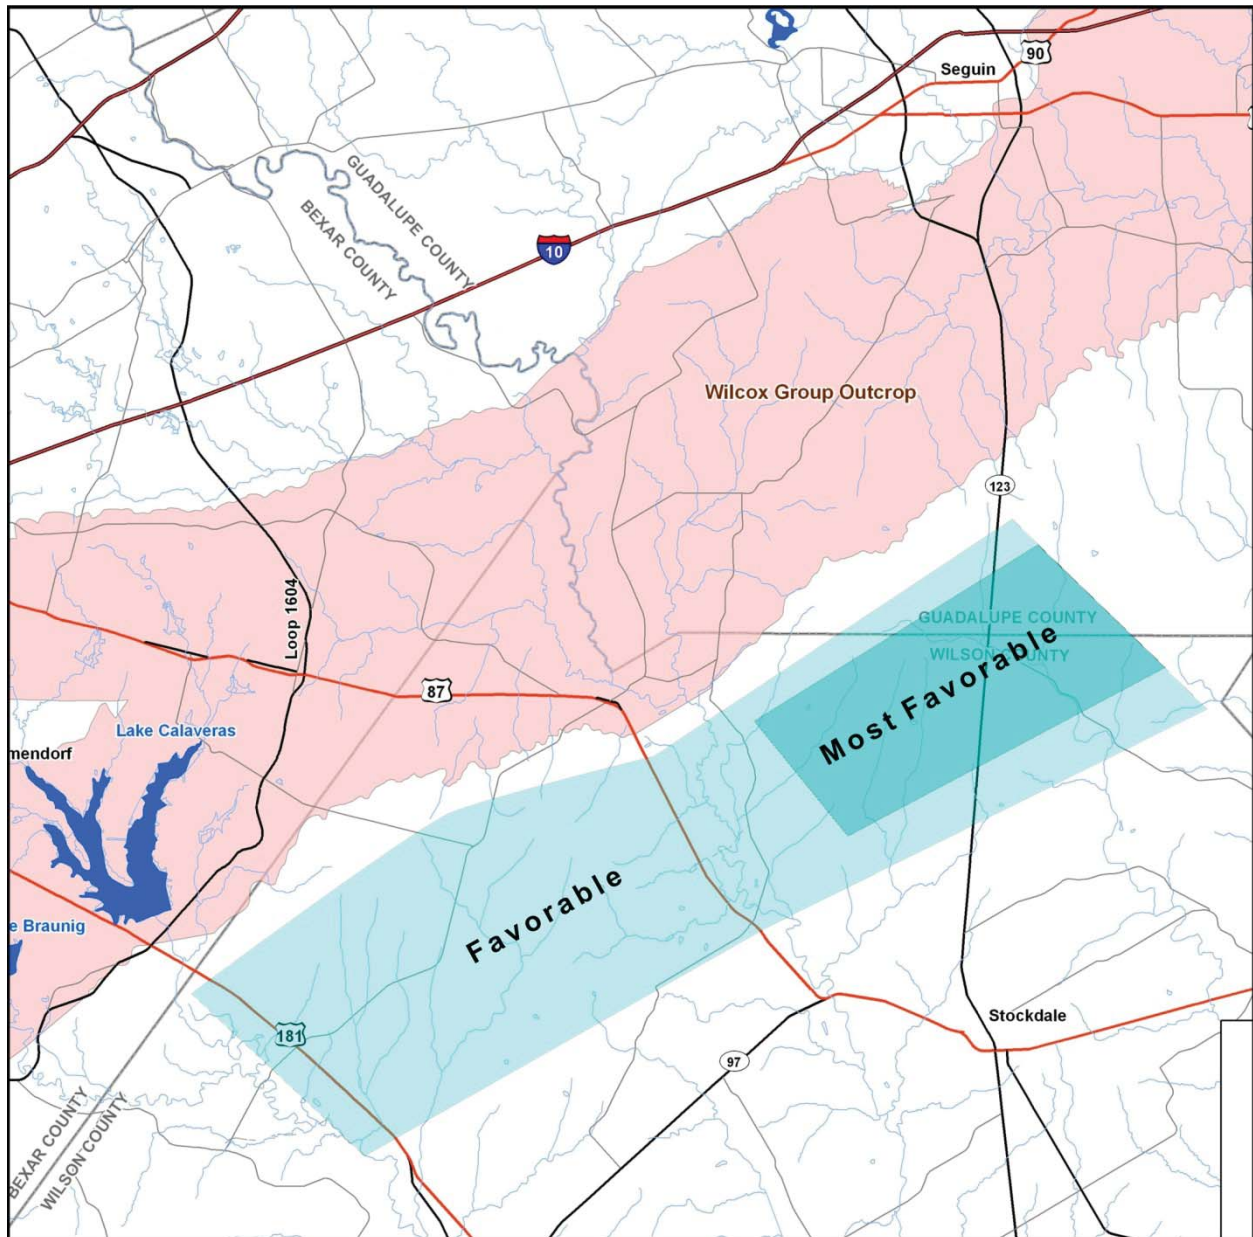 90
Seguin
GUADALUPE COUNTY
BEXAR COUNTY
10
Wilcox Group Outcrop
123
Loop 1604
GUADALUPE COUNTY
WILSON COUNTY
87
Most Favorable
Lake Calaveras
mendorf
Favorable
e Braunig
181
Stockdale
97
BEXAR COUNTY
WILSON COUNTY